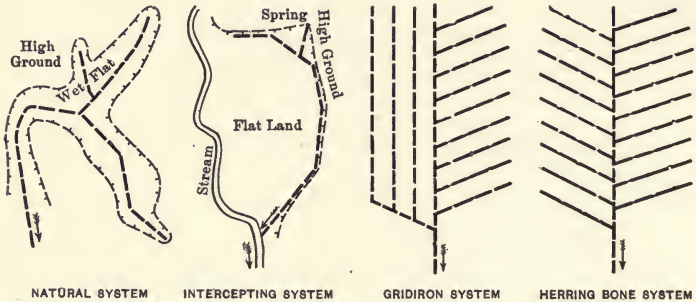 High
Ground
Wet Flat
NATURAL SYSTEM
Spring
High Ground
Flat Land
Stream
INTERCEPTING SYSTEM
GRIDIRON SYSTEM
HERRING BONE SYSTEM